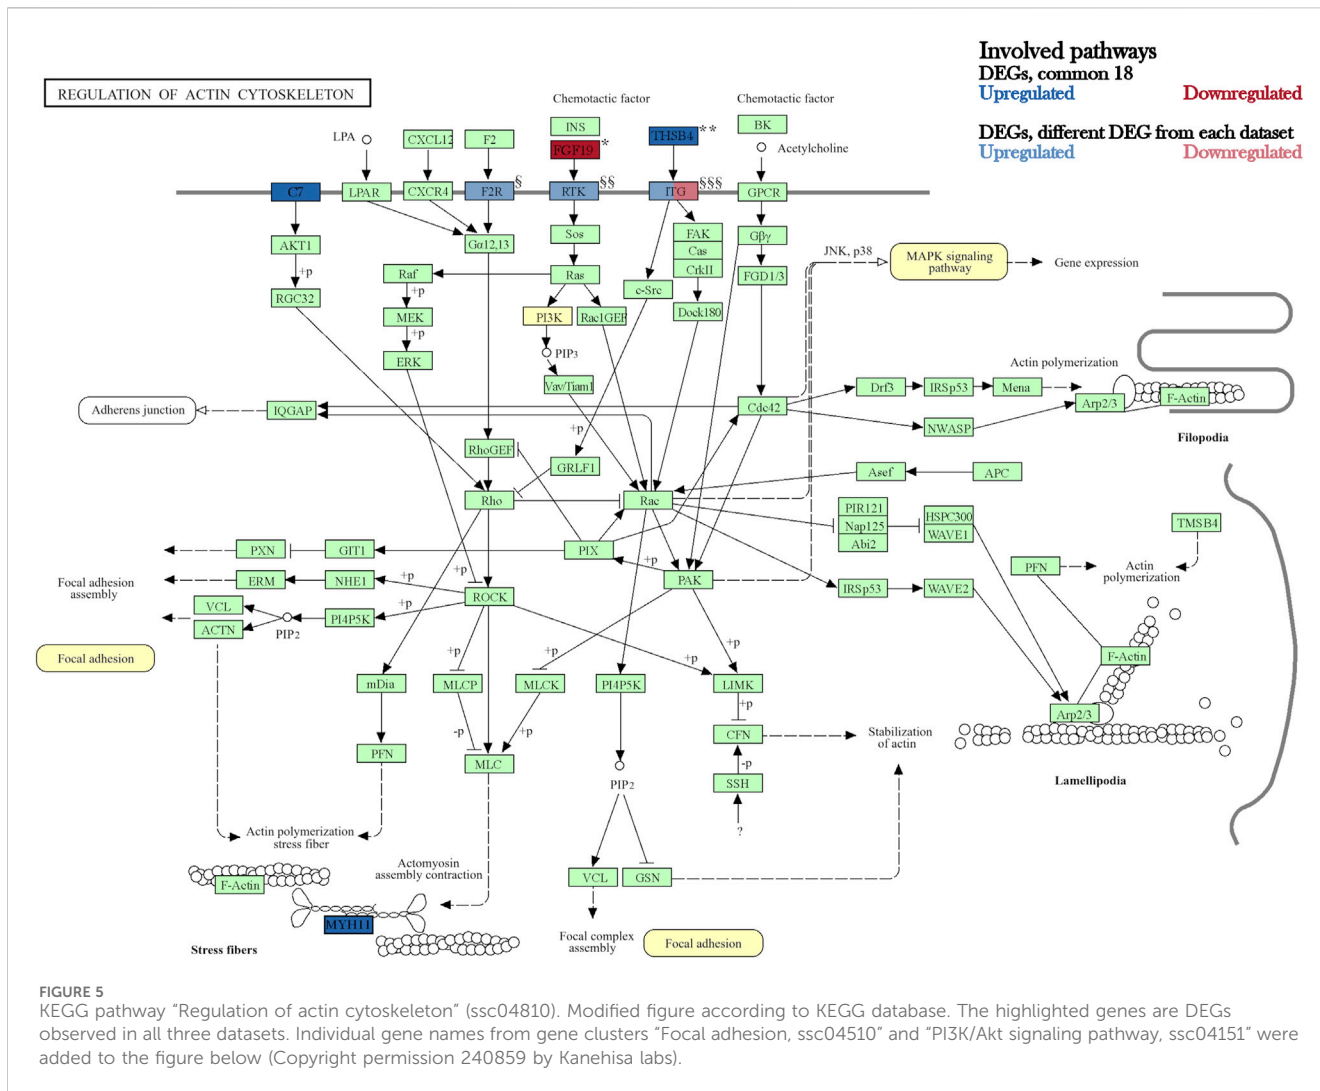 Involved pathways
DEGs, common 18
Upregulated Downregulated
DEGs, different DEG from each dataset
Upregulated Downregulated
REGULATION OF ACTIN CYTOSKELETON
Chemotactic factor
Chemotactic factor
LPA
CXCL12
F2
INS
FGF19 *
THSB4 **
BK
Acetylcholine
C7
LPAR
CXCR4
F2R §
RTK §§
ITG §§§
GPCR
AKT1
+p
RGC32
Gα12,13
Sos
FAK
Cas
CrkII
Gβγ
JNK, p38
MAPK signaling
pathway
Gene expression
Raf
+p
MEK
+p
ERK
Ras
PI3K
Rac1GEF
c-Src
Dock180
FGD1/3
PIP3
Vav/Tiam1
Actin polymerization
Drf3
IRSp53
Mena
Arp2/3
F-Actin
Adherens junction
IQGAP
Cdc42
NWASP
Filopodia
+p
RhoGEF
GRLF1
Asef
APC
Rho
Rac
PIR121
Nap125
Abi2
HSPC300
WAVE1
TMSB4
PXN
GIT1
PIX
+p
PAK
PFN
Actin
polymerization
Focal adhesion
assembly
ERM
NHE1
+p
+p
+p
ROCK
IRSp53
WAVE2
VCL
ACTN
PIP2
PI4P5K
+p
Focal adhesion
+p
+p
+p
+p
F-Actin
mDia
MLCP
MLCK
PI4P5K
LIMK
+p
Arp2/3
-p
+p
CFN
Stabilization
of actin
PFN
MLC
-p
SSH
PIP2
?
Lamellipodia
Actin polymerization
stress fiber
Actomyosin
assembly contraction
F-Actin
VCL
GSN
MYH11
Stress fibers
Focal complex
assembly
Focal adhesion
FIGURE 5
KEGG pathway “Regulation of actin cytoskeleton” (ssc04810). Modified figure according to KEGG database. The highlighted genes are DEGs
observed in all three datasets. Individual gene names from gene clusters “Focal adhesion, ssc04510” and “PI3K/Akt signaling pathway, ssc04151” were
added to the figure below (Copyright permission 240859 by Kanehisa labs).